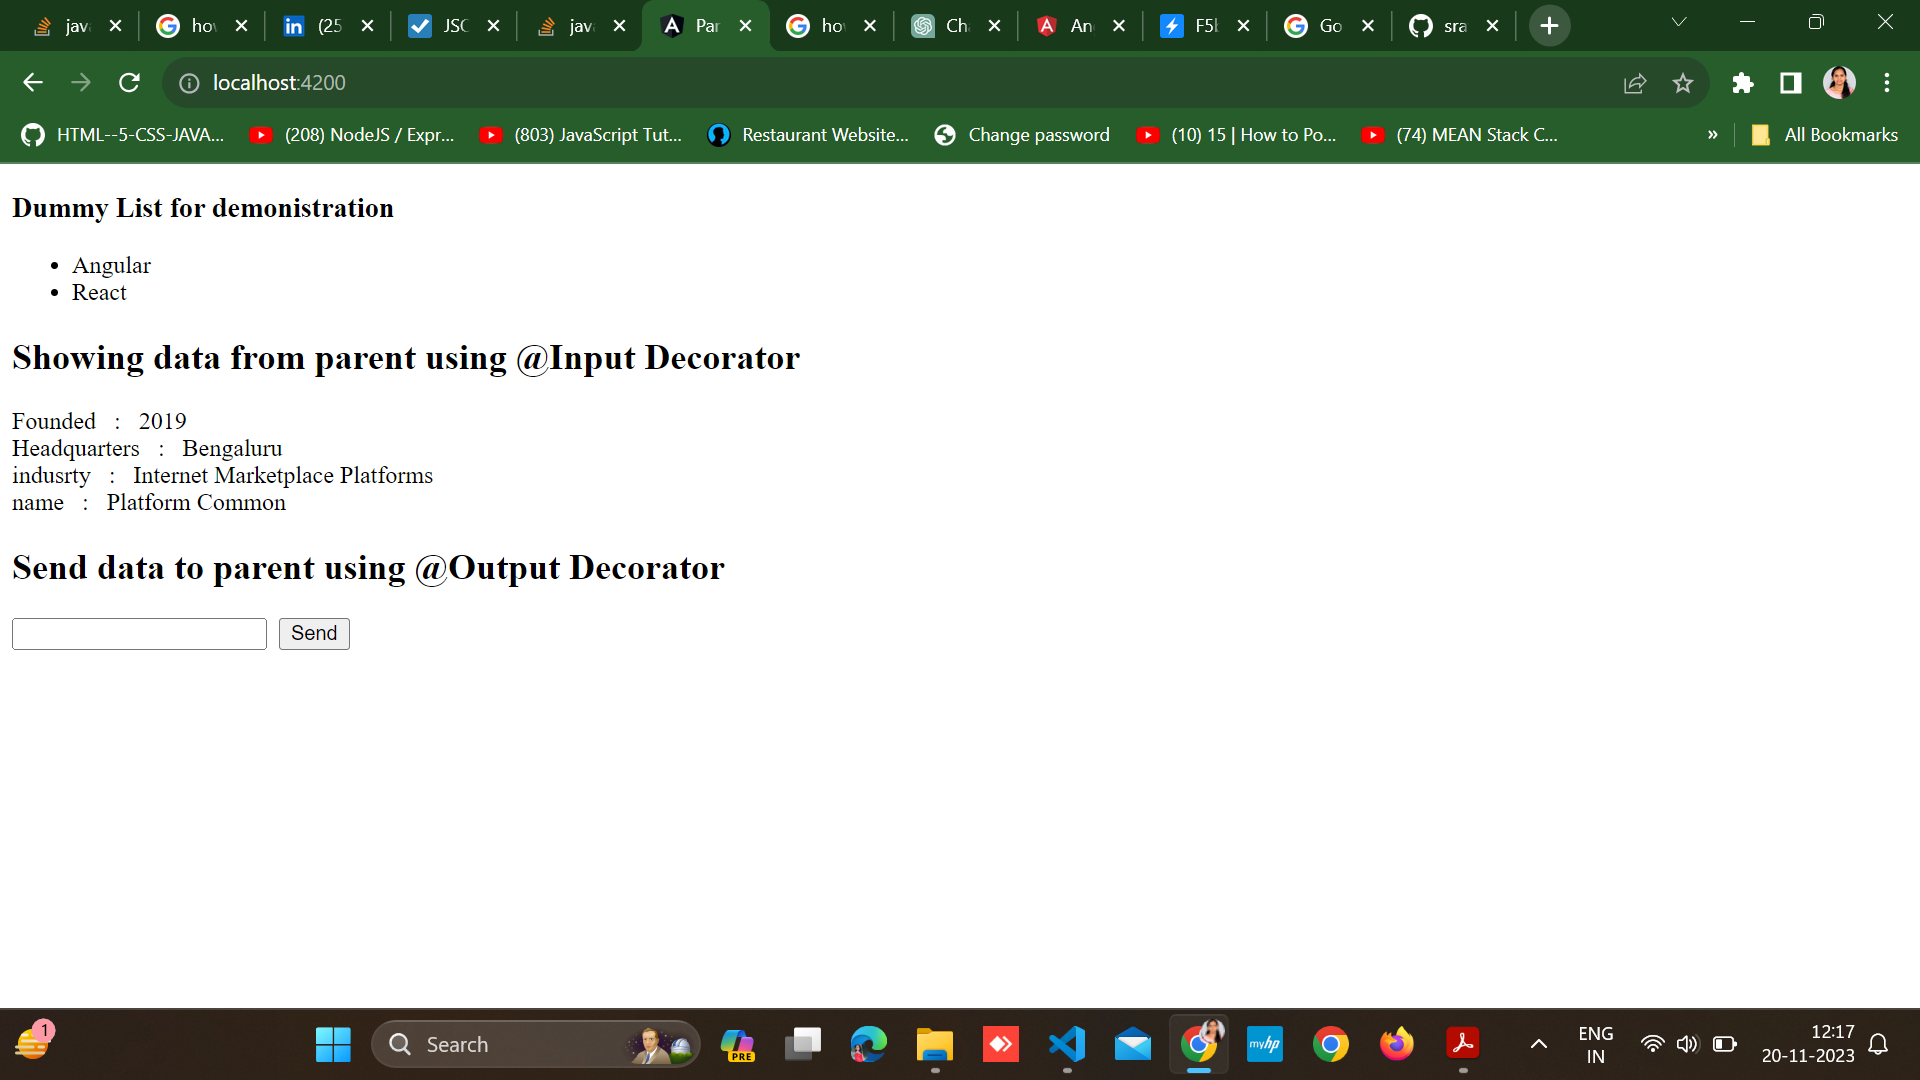 jav
hov
(25
JSC
jav
Par
hov
Ch
An
F5
Go
sra
localhost:4200
HTML--5-CSS-JAVA...
(208) NodeJS / Expr...
(803) JavaScript Tut...
Restaurant Website...
Change password
(10) 15 | How to Po...
(74) MEAN Stack C...
»
All Bookmarks
Dummy List for demonistration
Angular
React
Showing data from parent using @Input Decorator
Founded : 2019
Headquarters : Bengaluru
indusrty : Internet Marketplace Platforms
name : Platform Common
Send data to parent using @Output Decorator
Send
1
Search
PRE
myhp
ENG
IN
12:17
20-11-2023